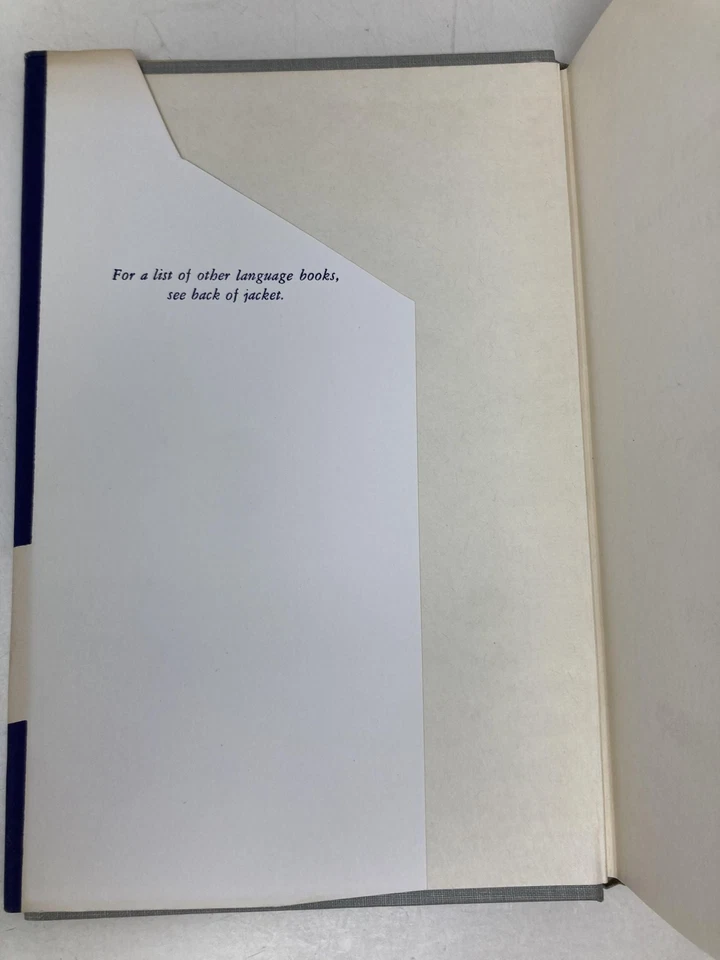 For a list of other language books,
see back of jacket.